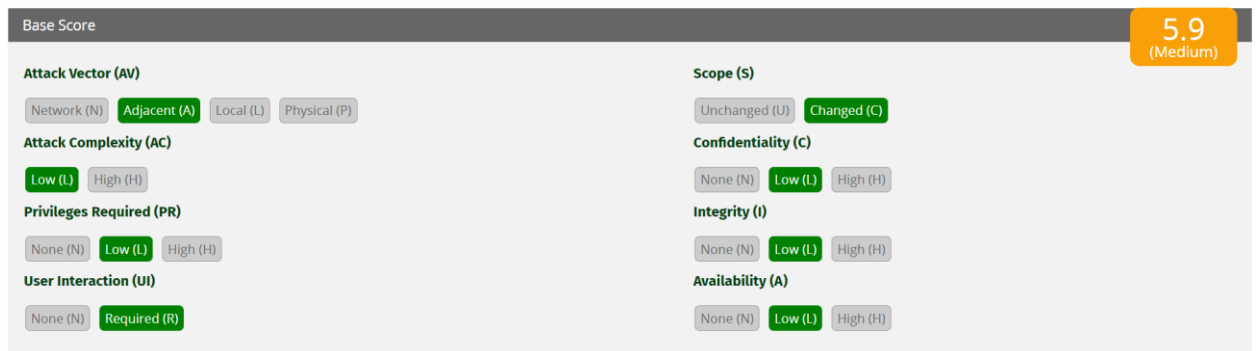 Base Score
5.9
(Medium)
Attack Vector (AV)
Network (N) Adjacent (A) Local (L) Physical (P)
Attack Complexity (AC)
Low (L) High (H)
Privileges Required (PR)
None (N) Low (L) High (H)
User Interaction (UI)
None (N) Required (R)
Scope (S)
Unchanged (U) Changed (C)
Confidentiality (C)
None (N) Low (L) High (H)
Integrity (I)
None (N) Low (L) High (H)
Availability (A)
None (N) Low (L) High (H)